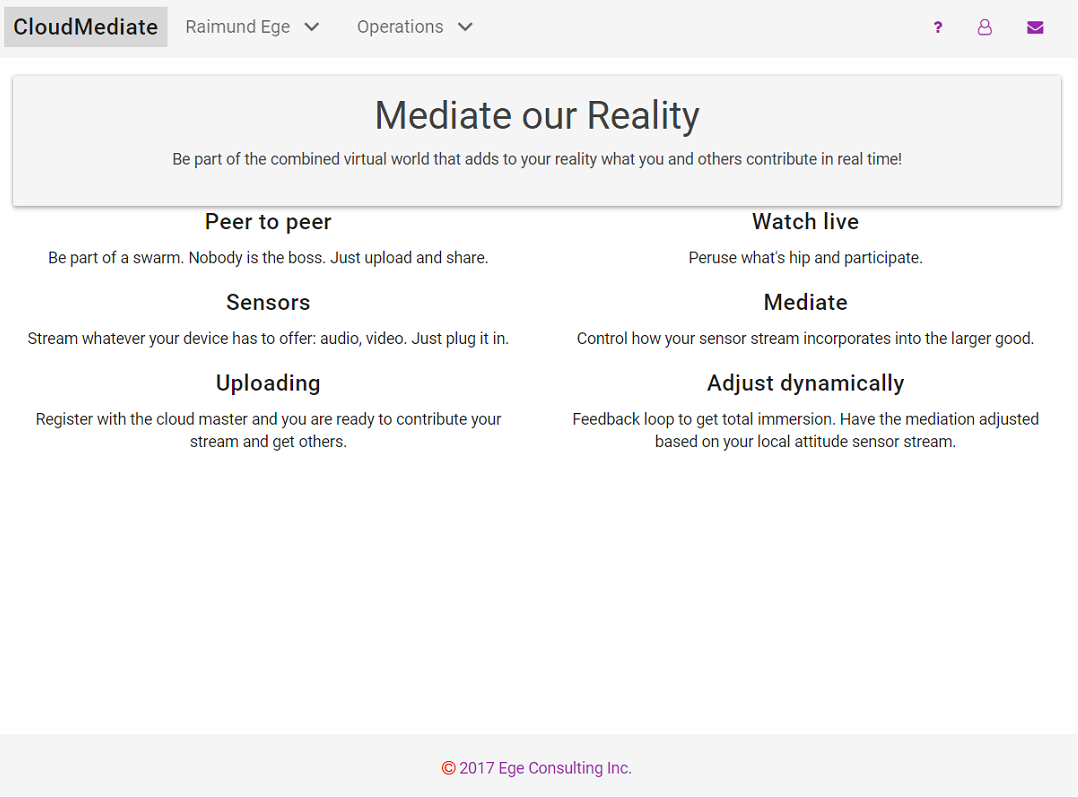 CloudMediate Raimund Ege Operations ?
Mediate our Reality
Be part of the combined virtual world that adds to your reality what you and others contribute in real time!
Peer to peer
Be part of a swarm. Nobody is the boss. Just upload and share.
Watch live
Peruse what's hip and participate.
Sensors
Stream whatever your device has to offer: audio, video. Just plug it in.
Mediate
Control how your sensor stream incorporates into the larger good.
Uploading
Register with the cloud master and you are ready to contribute your
stream and get others.
Adjust dynamically
Feedback loop to get total immersion. Have the mediation adjusted
based on your local attitude sensor stream.
© 2017 Ege Consulting Inc.